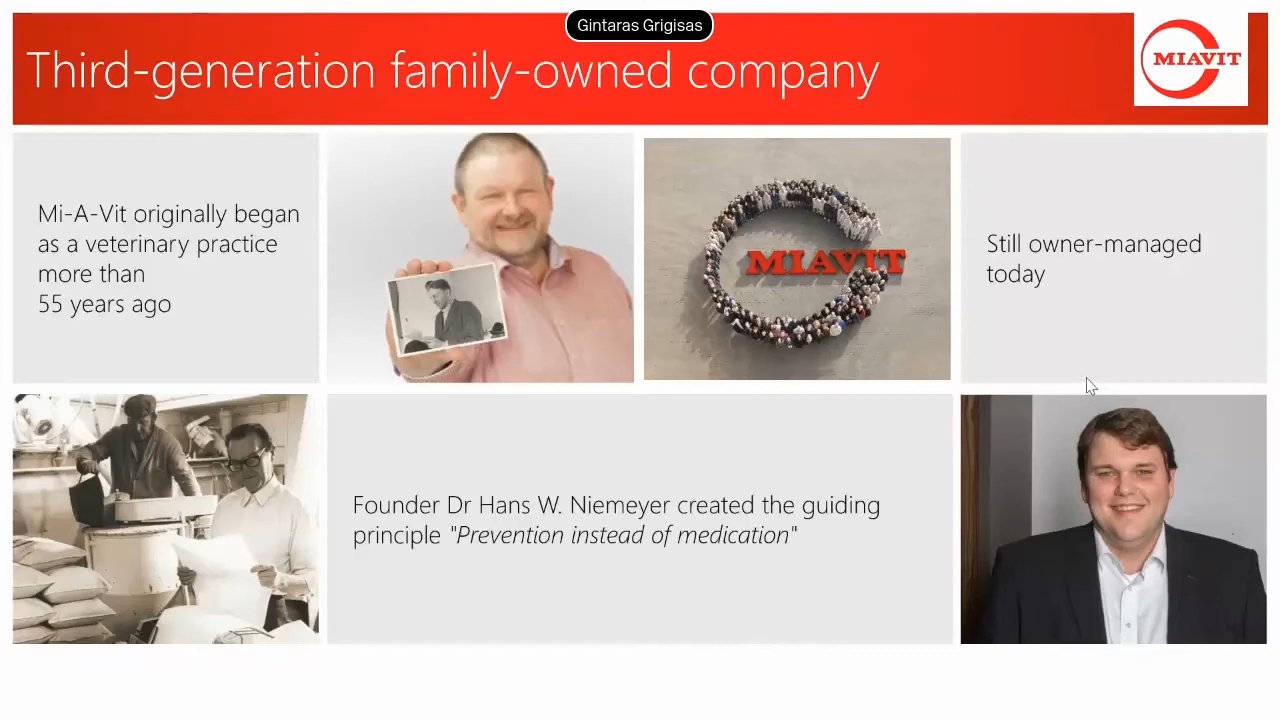 Gintaras Grigisas
Third-generation family-owned company
MIAVIT
Mi-A-Vit originally began
as a veterinary practice
more than
55 years ago
MIAVIT
Still owner-managed
today
Founder Dr Hans W. Niemeyer created the guiding
principle "Prevention instead of medication"